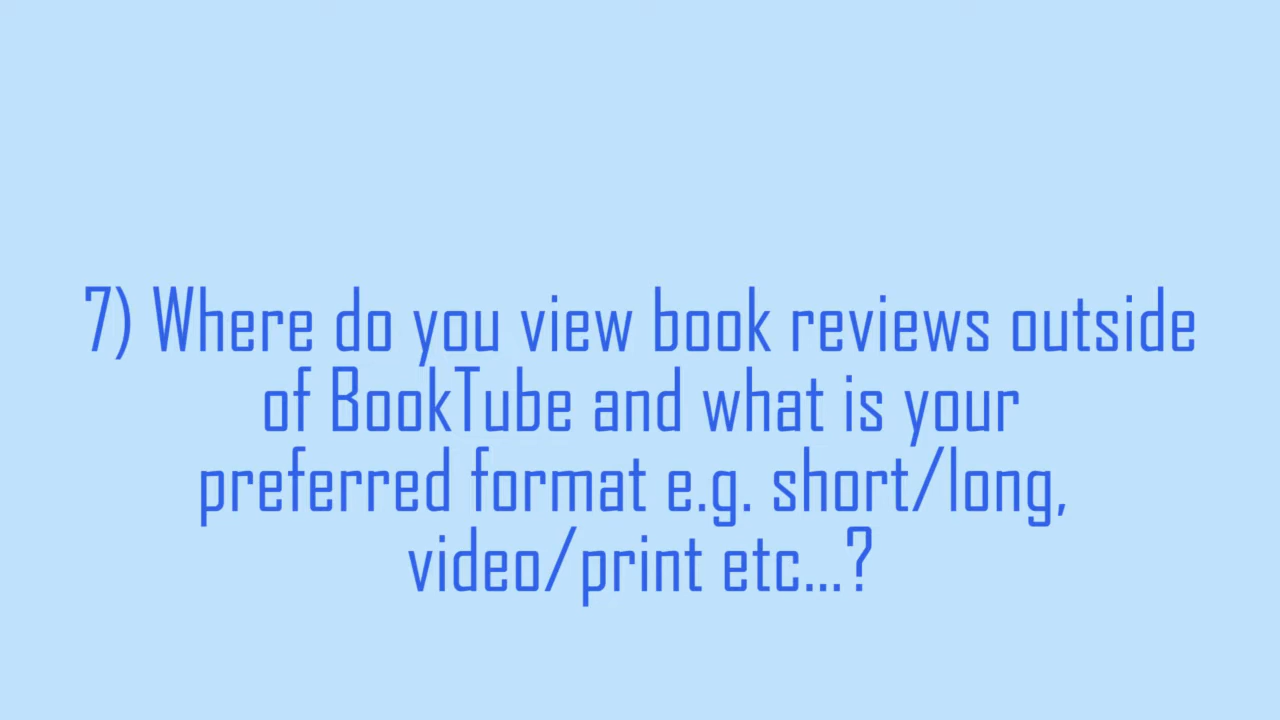 7) Where do you view book reviews outside
of BookTube and what is your
preferred format e.g. short/long,
video/print etc...?